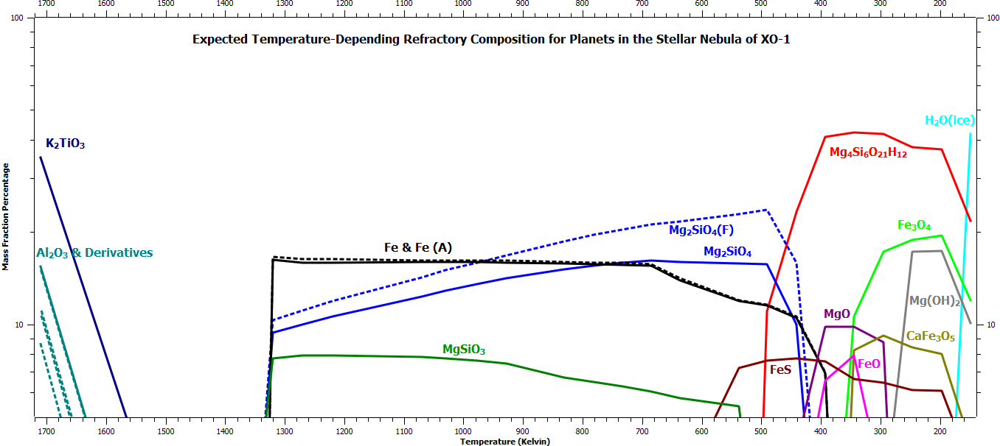 1700 1600 1500 1400 1300 1200 1100 1000 900 800 700 600 500 400 300 200
100 100
Expected Temperature-Depending Refractory Composition for Planets in the Stellar Nebula of XO-1
H₂O(ice)
K₂TiO₃
Mg₄Si₆O₂₁H₁₂
Mass Fraction Percentage
Fe₃O₄
Mg₂SiO₄(F)
Fe & Fe (A)
Al₂O₃ & Derivatives
Mg₂SiO₄
Mg(OH)₂
MgO
10 10
CaFe₃O₅
MgSiO₃
FeO
FeS
1700 1600 1500 1400 1300 1200 1100 1000 900 800 700 600 500 400 300 200
Temperature (Kelvin)